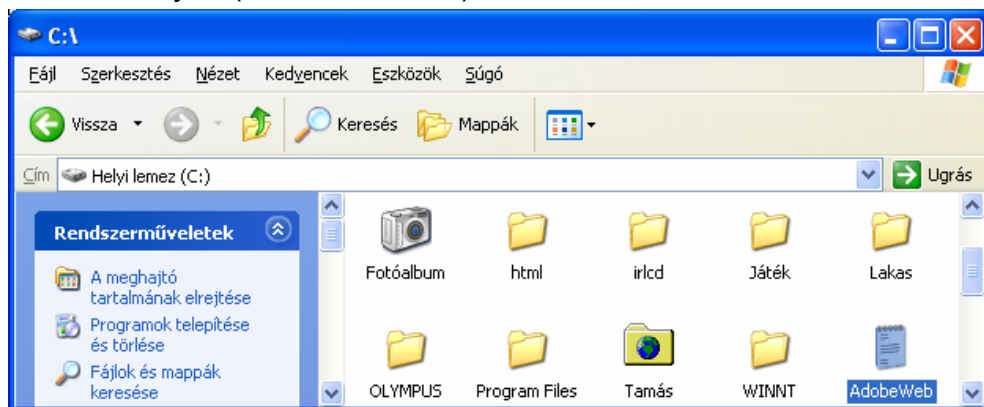 C:\
Fájl Szerkesztés Nézet Kedvencek Eszközök Súgó
Vissza Keresés Mappák
Cím Helyi lemez (C:) Ugrás
Rendszerműveletek
A meghajtó
tartalmának elrejtése
Programok telepítése
és törlése
Fájlok és mappák
keresése
Fotóalbum html irlcd Játék Lakas
OLYMPUS Program Files Tamás WINNT AdobeWeb